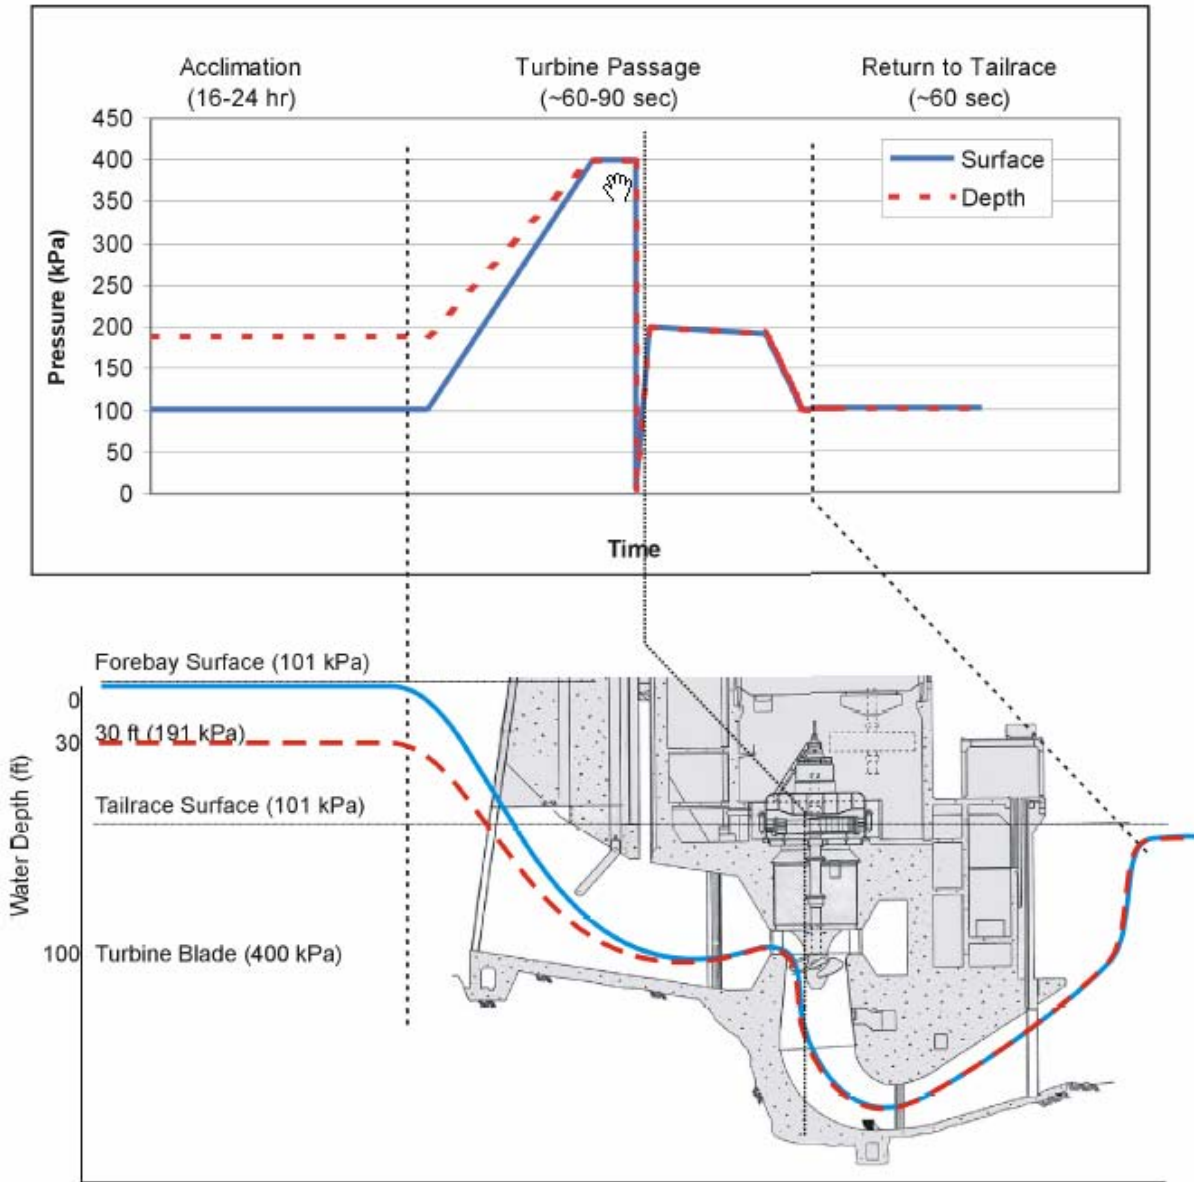 Acclimation
(16-24 hr)
Turbine Passage
(~60-90 sec)
Return to Tailrace
(~60 sec)
450
400
350
300
250
200
150
100
50
0
Pressure (kPa)
Surface
Depth
Time
Forebay Surface (101 kPa)
0
30 ft (191 kPa)
30
Tailrace Surface (101 kPa)
Water Depth (ft)
100
Turbine Blade (400 kPa)